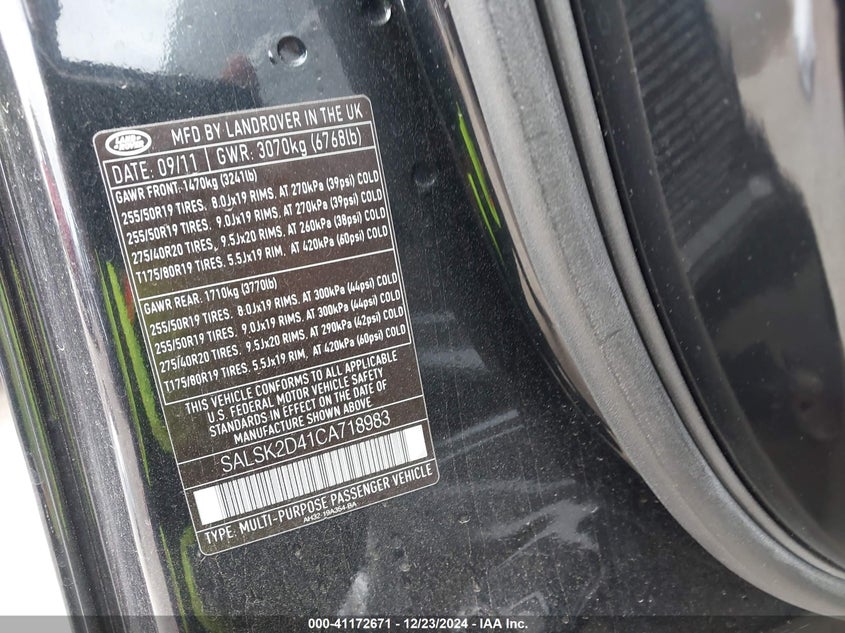 LAND ROVER
MFD BY LANDROVER IN THE UK
DATE: 09/11 GWR: 3070kg (6768lb)
GAWR FRONT: 1470kg (3241lb)
255/50R19 TIRES. 8.0Jx19 RIMS. AT 270kPa (39psi) COLD
255/50R19 TIRES. 9.0Jx19 RIMS. AT 270kPa (39psi) COLD
275/40R20 TIRES, 9.5Jx20 RIMS, AT 260kPa (38psi) COLD
T175/80R19 TIRES. 5.5Jx19 RIM, AT 420kPa (60psi) COLD
GAWR REAR: 1710kg (3770lb)
255/50R19 TIRES. 8.0Jx19 RIMS. AT 300kPa (44psi) COLD
255/50R19 TIRES. 9.0Jx19 RIMS. AT 300kPa (44psi) COLD
275/40R20 TIRES. 9.5Jx20 RIMS. AT 290kPa (42psi) COLD
T175/80R19 TIRES. 5.5Jx19 RIM, AT 420kPa (60psi) COLD
THIS VEHICLE CONFORMS TO ALL APPLICABLE
U.S. FEDERAL MOTOR VEHICLE SAFETY
STANDARDS IN EFFECT ON THE DATE OF
MANUFACTURE SHOWN ABOVE.
SALSK2D41CA718983
TYPE: MULTI-PURPOSE PASSENGER VEHICLE
AH32-19A354-BA
000-41172671 - 12/23/2024 - IAA Inc.